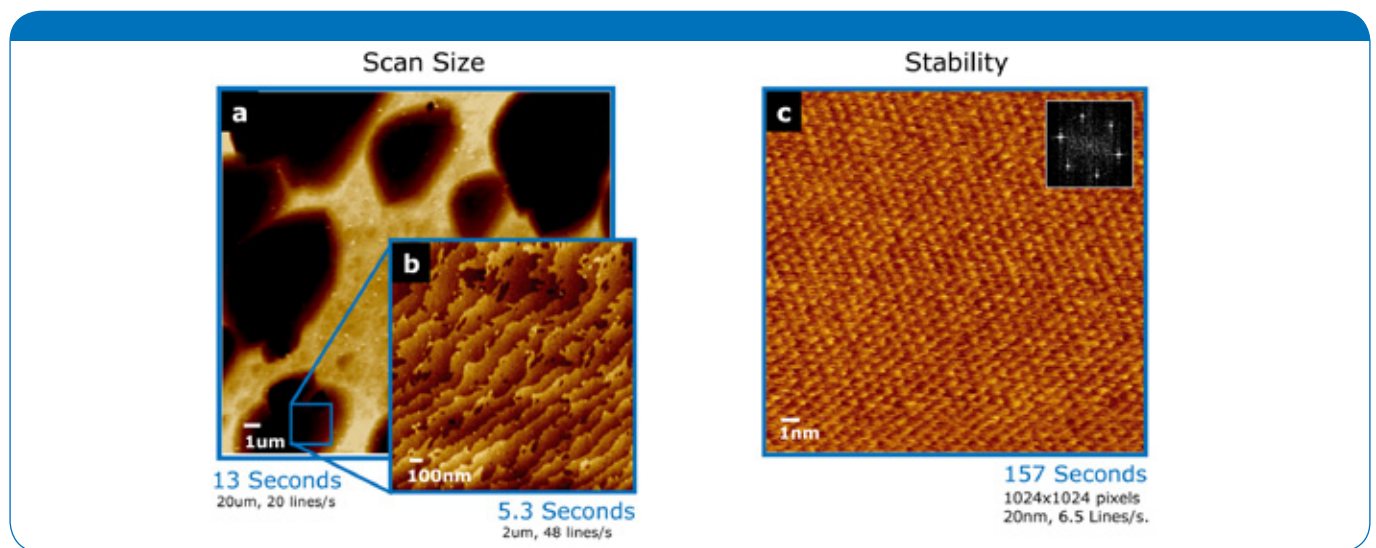 Scan Size
Stability
a
b
c
1um
100nm
1nm
13 Seconds
20um, 20 lines/s
5.3 Seconds
2um, 48 lines/s
157 Seconds
1024x1024 pixels
20nm, 6.5 Lines/s.